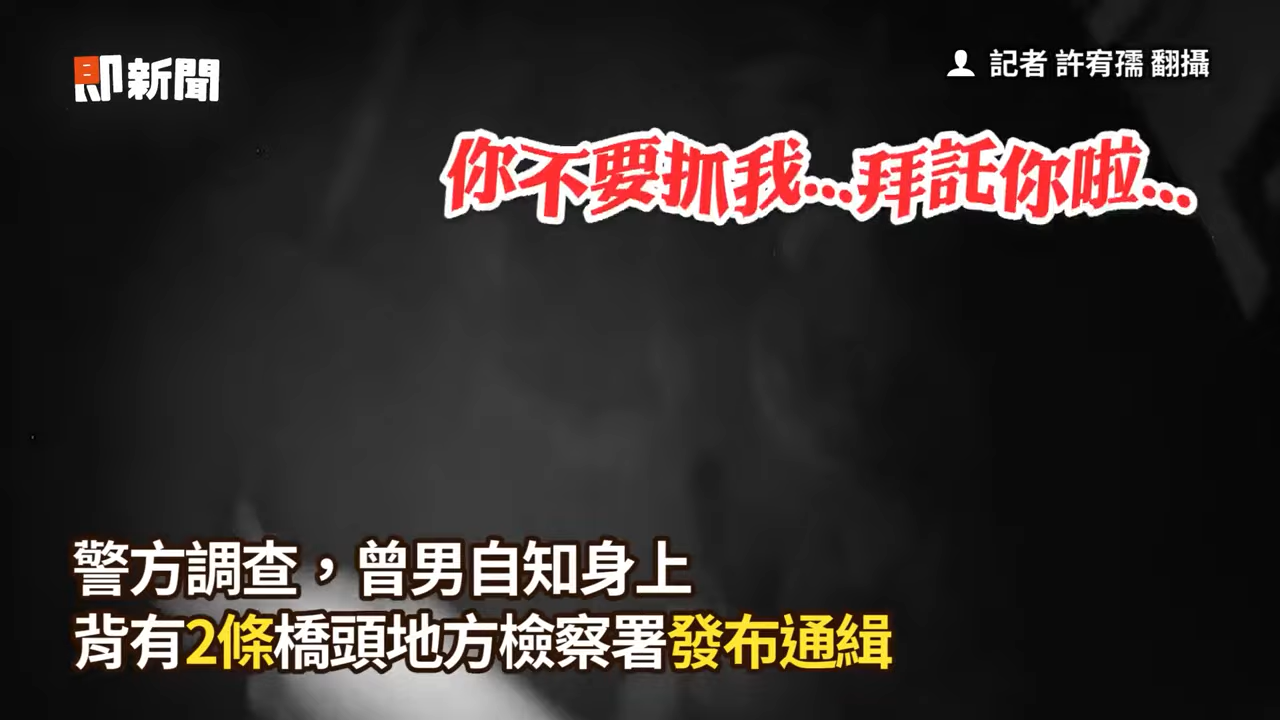 即新聞
記者 許宥孺 翻攝
你不要抓我...拜託你啦...
警方調查，曾男自知身上
背有2條橋頭地方檢察署發布通緝